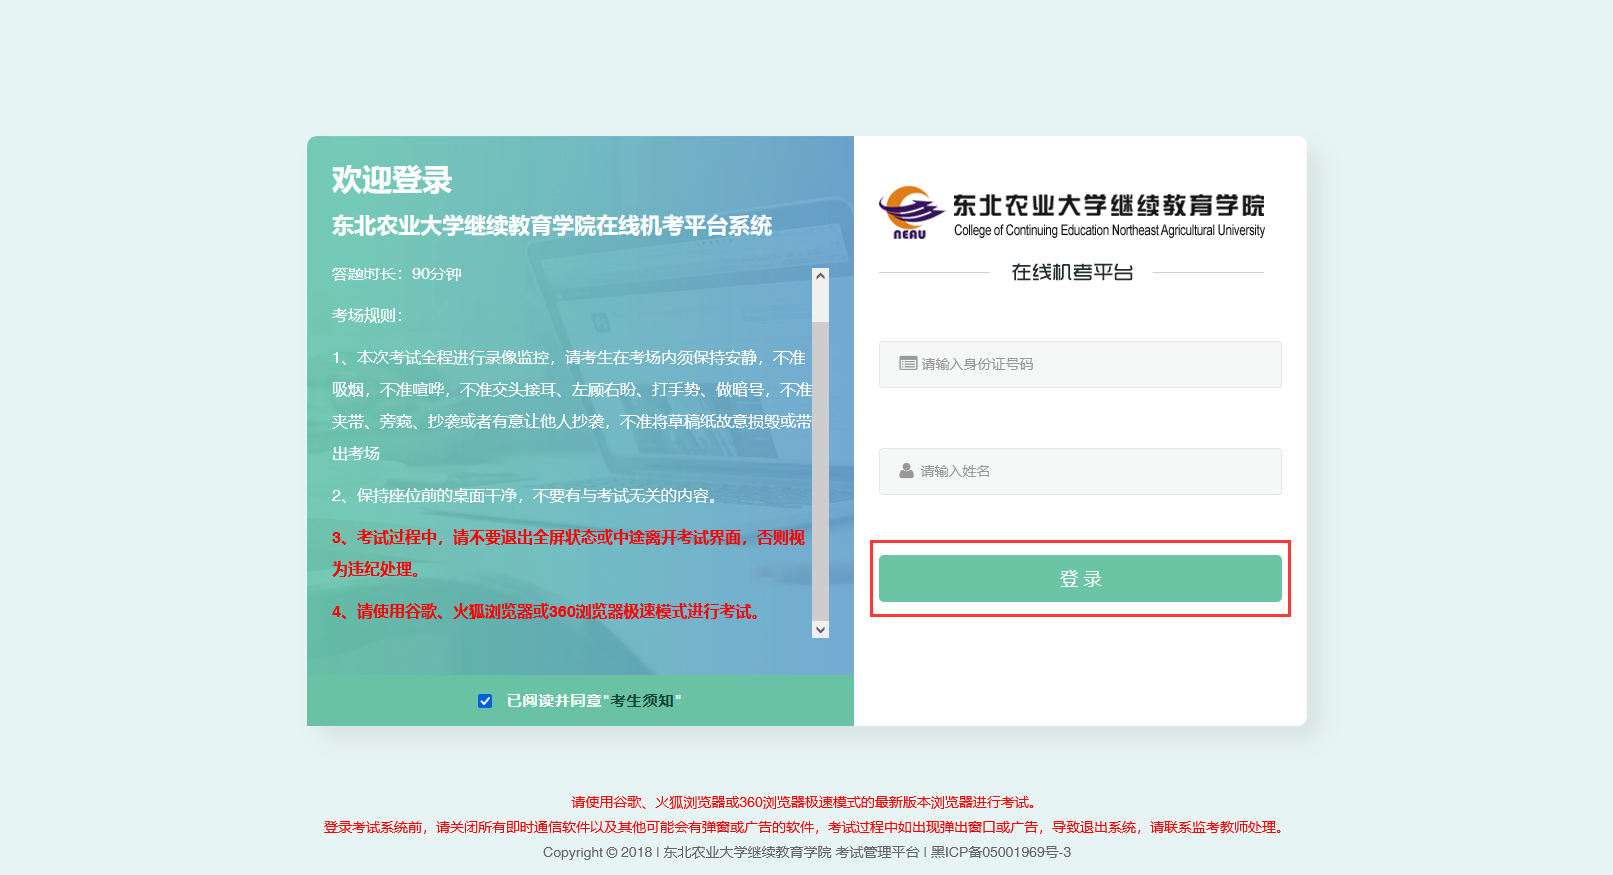 欢迎登录
东北农业大学继续教育学院在线机考平台系统
答题时长：90分钟
考场规则：
1、本次考试全程进行录像监控，请考生在考场内须保持安静，不准
吸烟，不准喧哗，不准交头接耳、左顾右盼、打手势、做暗号，不准
夹带、旁窥、抄袭或者有意让他人抄袭，不准将草稿纸故意损毁或带
出考场
2、保持座位前的桌面干净，不要有与考试无关的内容。
3、考试过程中，请不要退出全屏状态或中途离开考试界面，否则视
为违纪处理。
4、请使用谷歌、火狐浏览器或360浏览器极速模式进行考试。
已阅读并同意"考生须知"
NEAU
东北农业大学继续教育学院
College of Continuing Education Northeast Agricultural University
在线机考平台
请输入身份证号码
请输入姓名
登录
请使用谷歌、火狐浏览器或360浏览器极速模式的最新版本浏览器进行考试。
登录考试系统前，请关闭所有即时通信软件以及其他可能会有弹窗或广告的软件，考试过程中如出现弹出窗口或广告，导致退出系统，请联系监考教师处理。
Copyright © 2018 | 东北农业大学继续教育学院 考试管理平台 | 黑ICP备05001969号-3